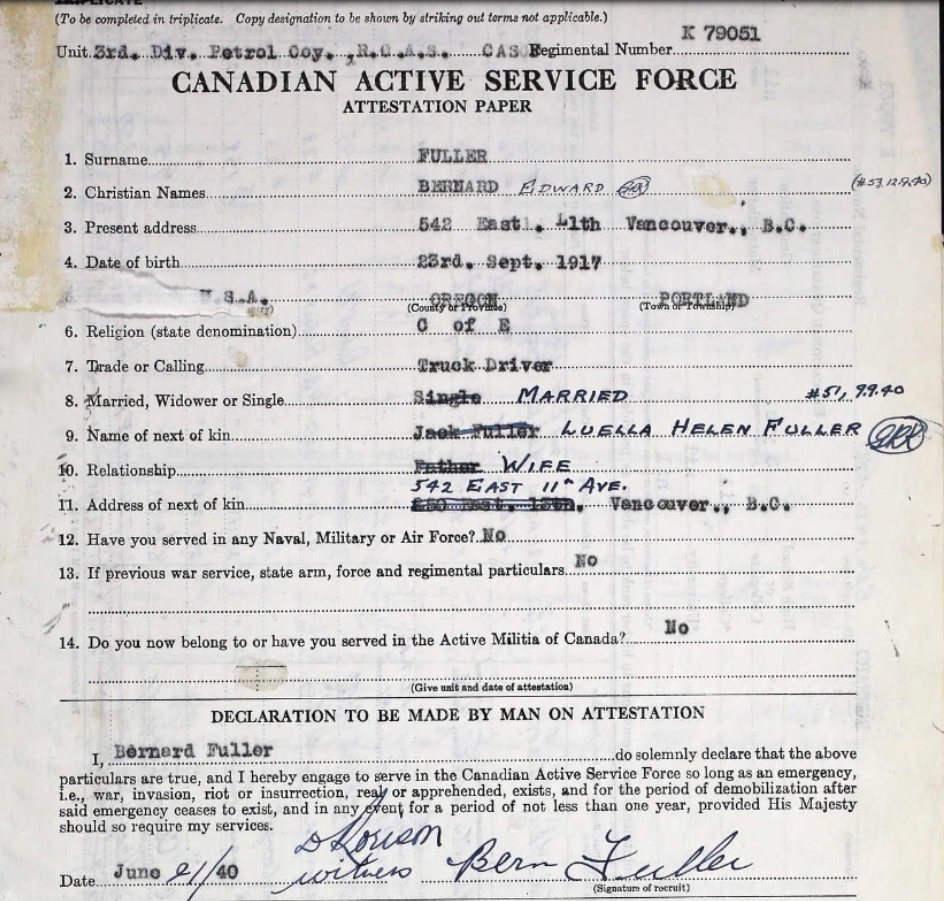 TRIPLICATE
(To be completed in triplicate. Copy designation to be shown by striking out terms not applicable.)
Unit 3rd. Div. Petrol Coy. ,R.C.A.S. CAS Regimental Number K 79051
CANADIAN ACTIVE SERVICE FORCE
ATTESTATION PAPER
1. Surname FULLER
2. Christian Names BERNARD EDWARD (#53, 12.9.40)
3. Present address 542 East. 11th Vancouver., B.C.
4. Date of birth 23rd. Sept. 1917
U.S.A. OREGON PORTLAND
(County or Province) (Town or Township)
6. Religion (state denomination) C of E
7. Trade or Calling Truck Driver
8. Married, Widower or Single Single MARRIED #51, 9.9.40
9. Name of next of kin Jack Fuller LUELLA HELEN FULLER
10. Relationship Father WIFE
542 EAST 11th AVE.
11. Address of next of kin East. Vancouver., B.C.
12. Have you served in any Naval, Military or Air Force? No
13. If previous war service, state arm, force and regimental particulars No
14. Do you now belong to or have you served in the Active Militia of Canada? No
(Give unit and date of attestation)
DECLARATION TO BE MADE BY MAN ON ATTESTATION
I, Bernard Fuller do solemnly declare that the above
particulars are true, and I hereby engage to serve in the Canadian Active Service Force so long as an emergency,
i.e., war, invasion, riot or insurrection, real or apprehended, exists, and for the period of demobilization after
said emergency ceases to exist, and in any event for a period of not less than one year, provided His Majesty
should so require my services.
Date June 21/40 witness Bern Fuller
(Signature of recruit)